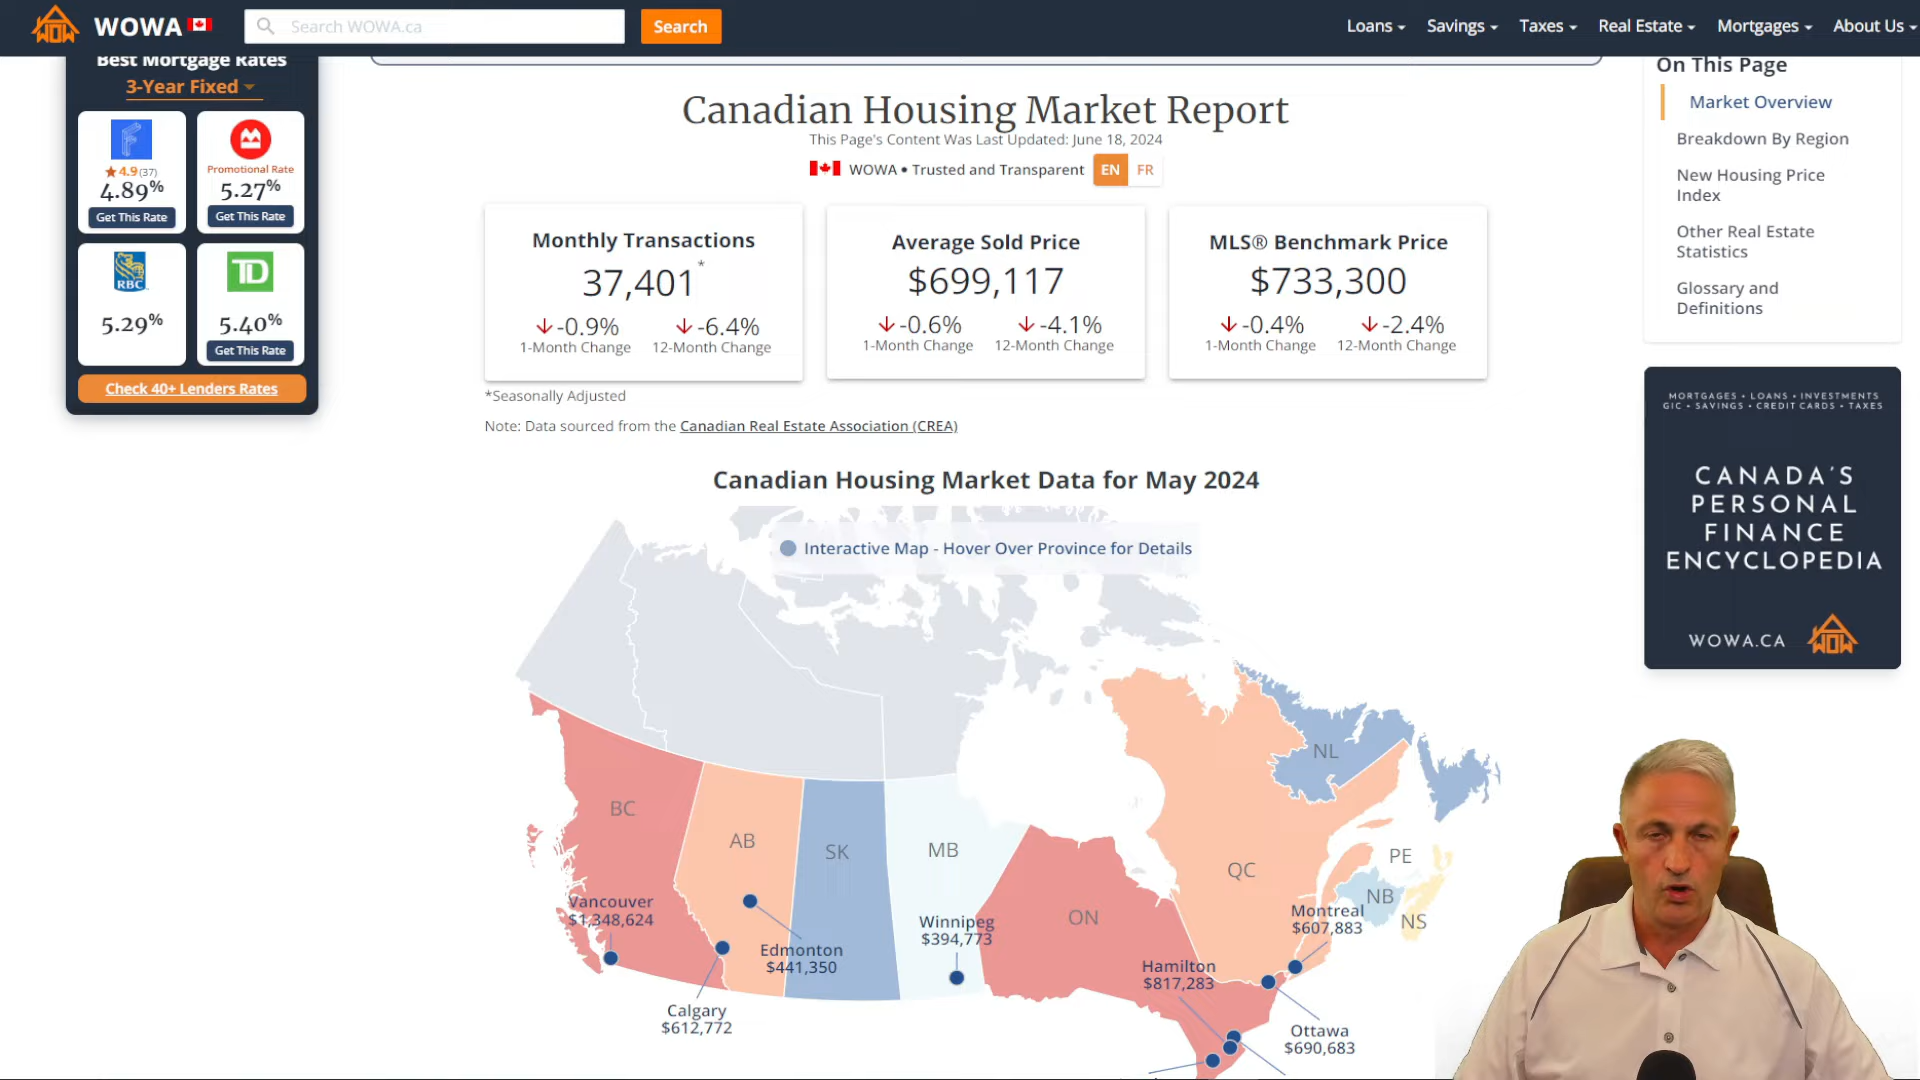 WOWA
Search WOWA.ca
Search
Loans
Savings
Taxes
Real Estate
Mortgages
About Us
Best Mortgage Rates
3-Year Fixed
4.9 (37)
4.89%
Get This Rate
Promotional Rate
5.27%
Get This Rate
RBC
5.29%
TD
5.40%
Get This Rate
Check 40+ Lenders Rates
Canadian Housing Market Report
This Page's Content Was Last Updated: June 18, 2024
WOWA • Trusted and Transparent
EN
FR
Monthly Transactions
37,401*
-0.9%
1-Month Change
-6.4%
12-Month Change
Average Sold Price
$699,117
-0.6%
1-Month Change
-4.1%
12-Month Change
MLS® Benchmark Price
$733,300
-0.4%
1-Month Change
-2.4%
12-Month Change
*Seasonally Adjusted
Note: Data sourced from the Canadian Real Estate Association (CREA)
Canadian Housing Market Data for May 2024
Interactive Map - Hover Over Province for Details
BC
AB
SK
MB
ON
QC
NL
PE
NB
NS
Vancouver
$1,348,624
Edmonton
$441,350
Calgary
$612,772
Winnipeg
$394,773
Hamilton
$817,283
Montreal
$607,883
Ottawa
$690,683
On This Page
Market Overview
Breakdown By Region
New Housing Price
Index
Other Real Estate
Statistics
Glossary and
Definitions
MORTGAGES • LOANS • INVESTMENTS
GIC • SAVINGS • CREDIT CARDS • TAXES
CANADA'S
PERSONAL
FINANCE
ENCYCLOPEDIA
WOWA.CA
WOW